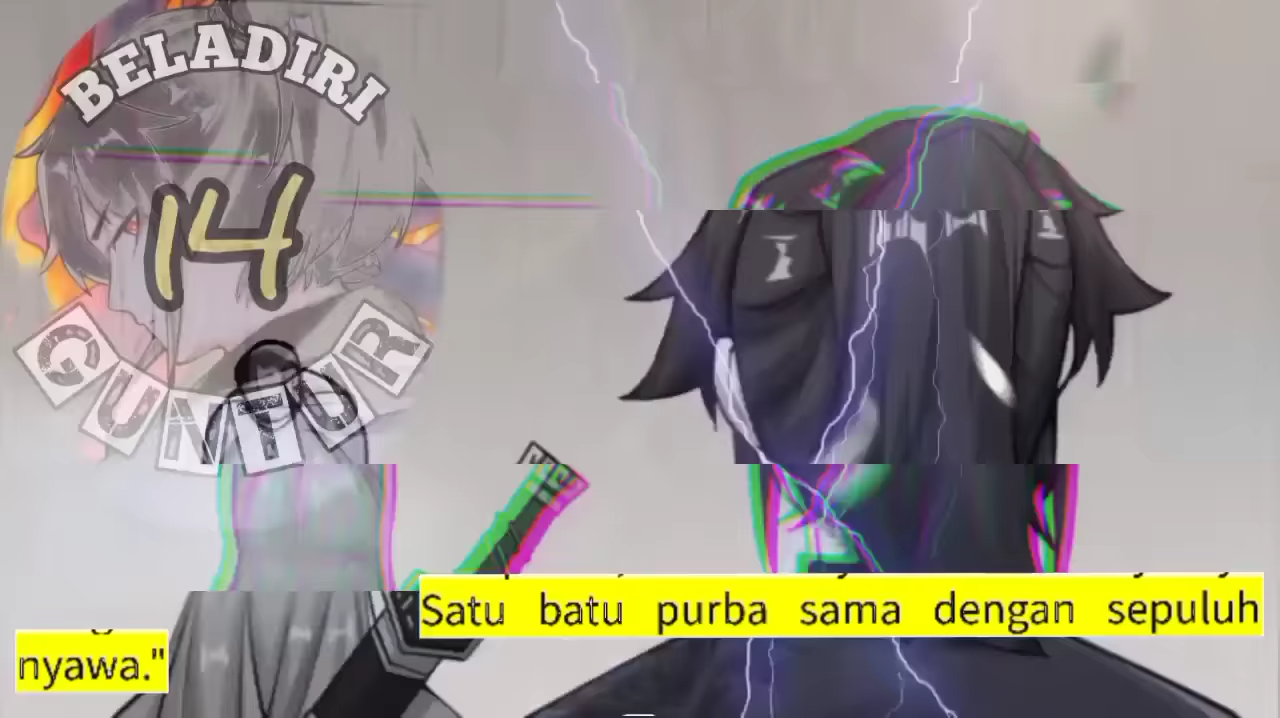 BELADIRI
14
GUNTUR
Satu batu purba sama dengan sepuluh
nyawa."